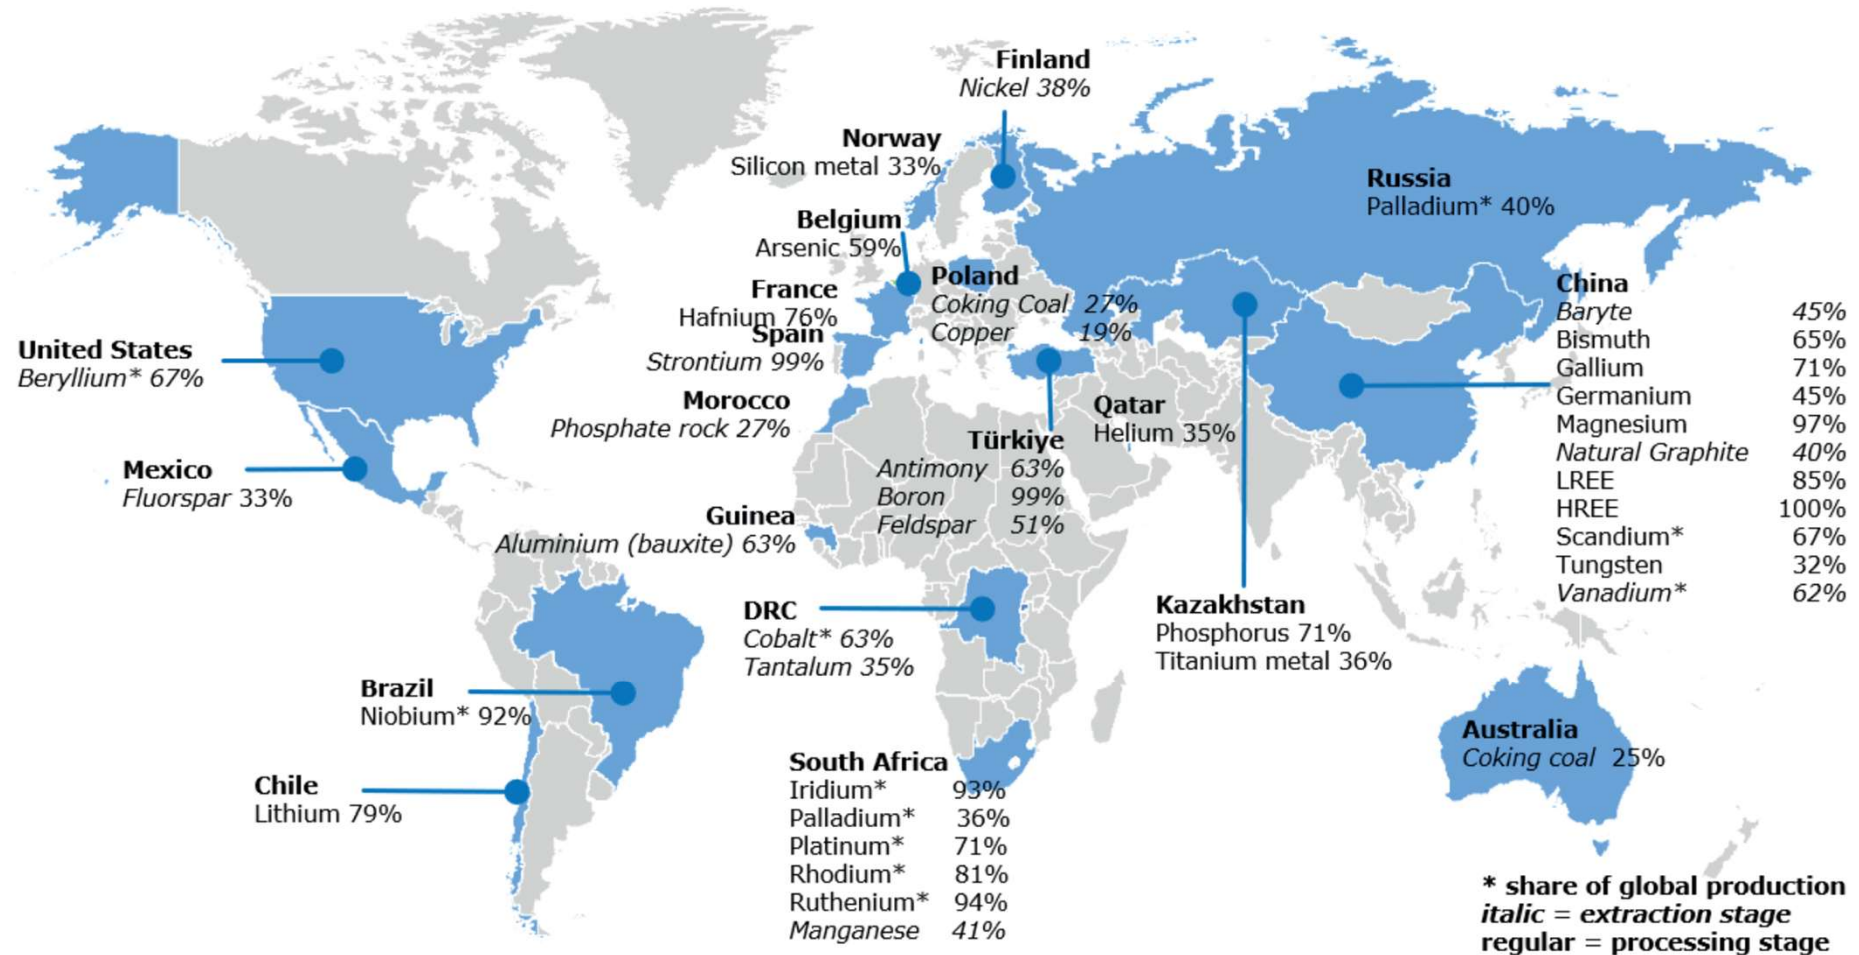 Finland
Nickel 38%
Norway
Silicon metal 33%
Russia
Palladium* 40%
Belgium
Arsenic 59%
Poland
Coking Coal 27%
Copper 19%
France
Hafnium 76%
Spain
Strontium 99%
China
Baryte 45%
Bismuth 65%
Gallium 71%
Germanium 45%
Magnesium 97%
Natural Graphite 40%
LREE 85%
HREE 100%
Scandium* 67%
Tungsten 32%
Vanadium* 62%
United States
Beryllium* 67%
Morocco
Phosphate rock 27%
Qatar
Helium 35%
Türkiye
Antimony 63%
Boron 99%
Feldspar 51%
Mexico
Fluorspar 33%
Guinea
Aluminium (bauxite) 63%
DRC
Cobalt* 63%
Tantalum 35%
Kazakhstan
Phosphorus 71%
Titanium metal 36%
Brazil
Niobium* 92%
Chile
Lithium 79%
South Africa
Iridium* 93%
Palladium* 36%
Platinum* 71%
Rhodium* 81%
Ruthenium* 94%
Manganese 41%
Australia
Coking coal 25%
* share of global production
italic = extraction stage
regular = processing stage